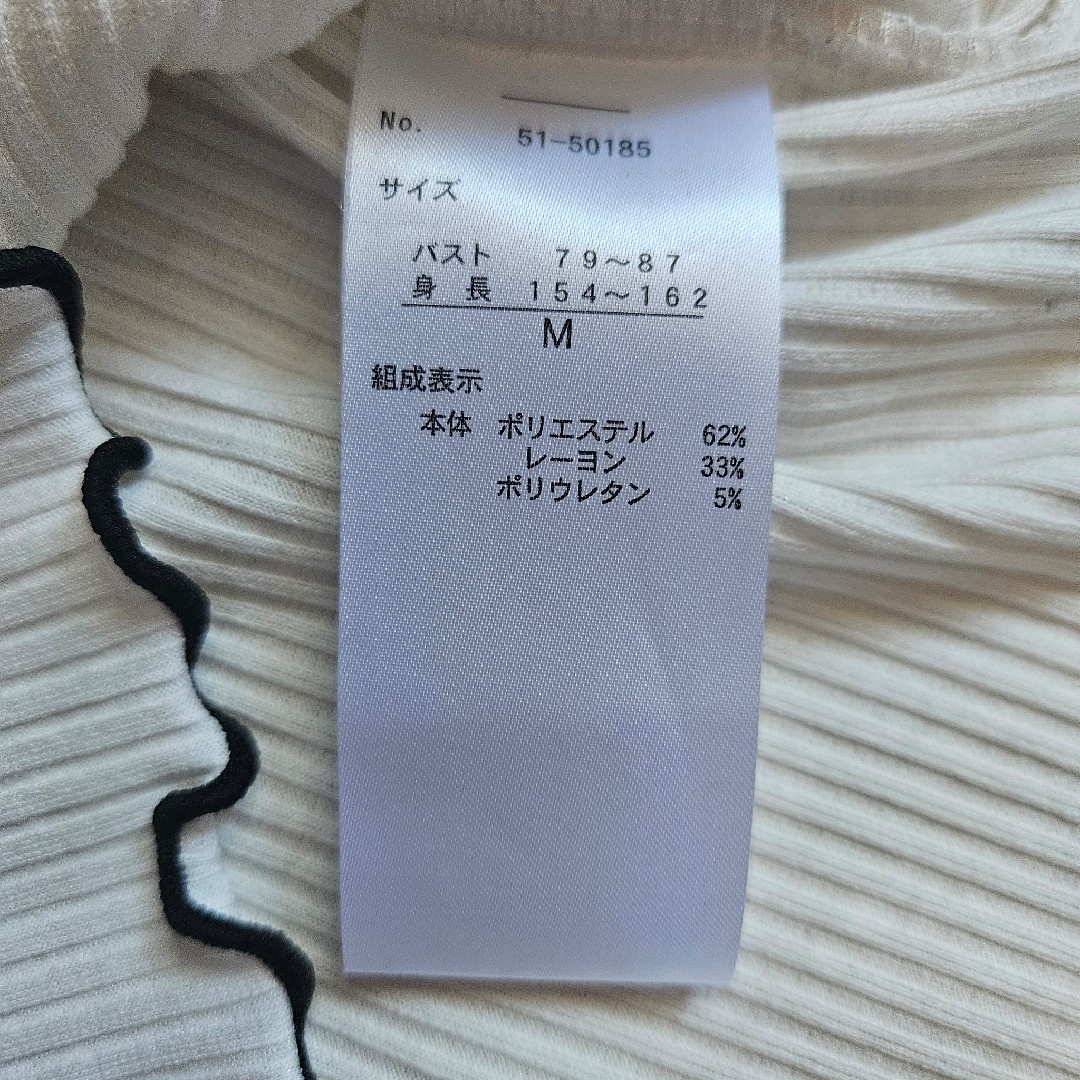 No. 51-50185
サイズ
バスト 79～87
身長 154～162
M
組成表示
本体 ポリエステル 62%
レーヨン 33%
ポリウレタン 5%